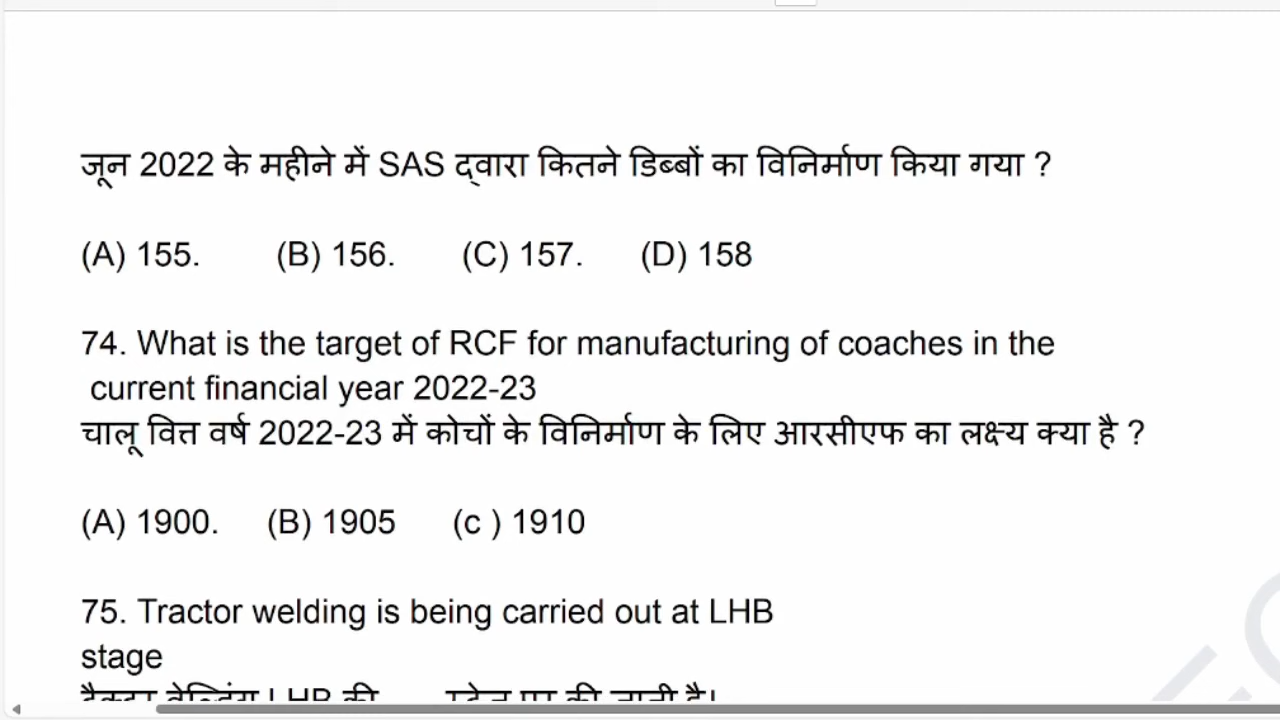 जून 2022 के महीने में SAS द्वारा कितने डिब्बों का विनिर्माण किया गया ?
(A) 155. (B) 156. (C) 157. (D) 158
74. What is the target of RCF for manufacturing of coaches in the
current financial year 2022-23
चालू वित्त वर्ष 2022-23 में कोचों के विनिर्माण के लिए आरसीएफ का लक्ष्य क्या है ?
(A) 1900. (B) 1905 (c ) 1910
75. Tractor welding is being carried out at LHB
stage
LHB की पर की जाती है।